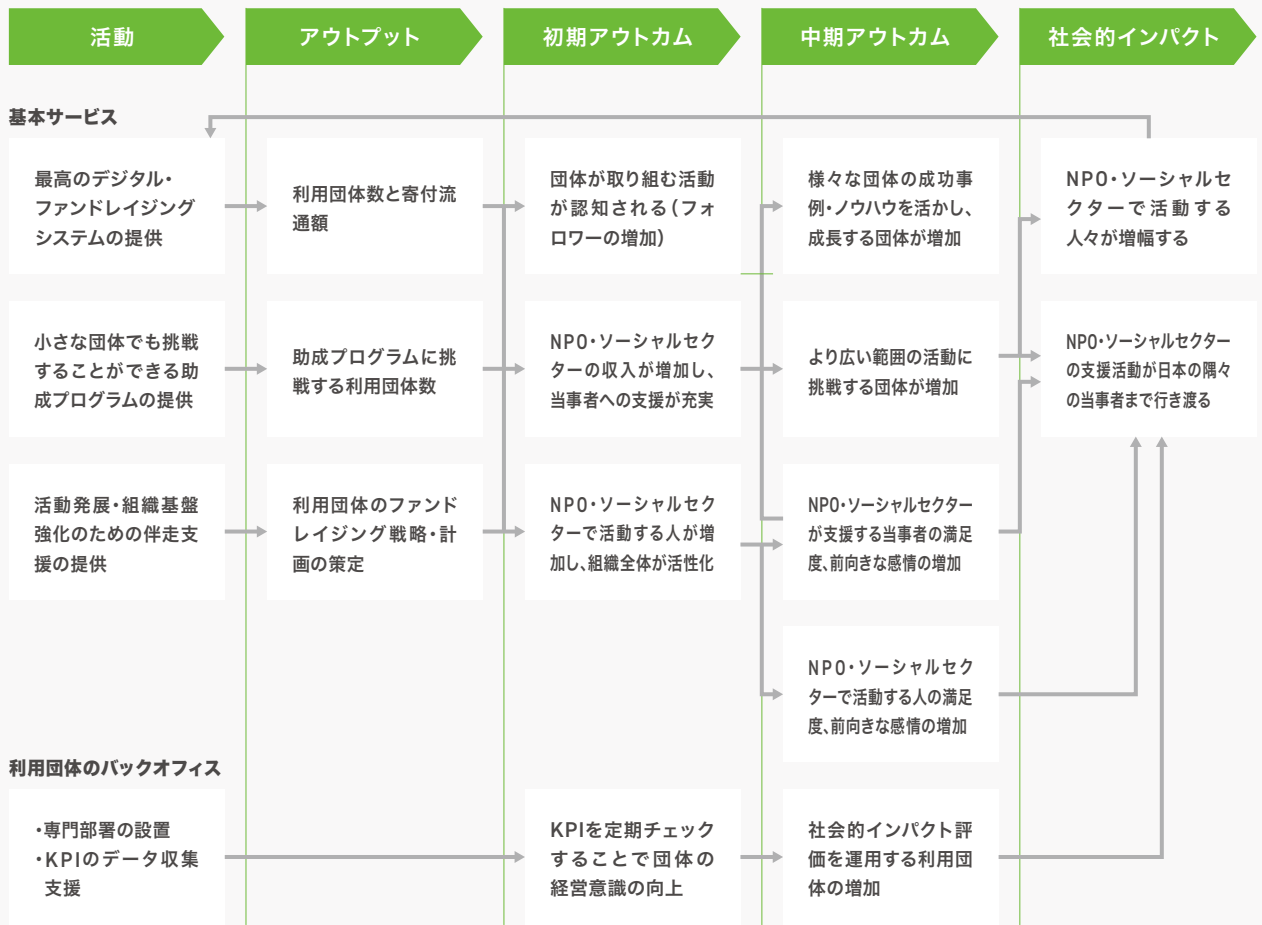 活動
アウトプット
初期アウトカム
中期アウトカム
社会的インパクト
基本サービス
最高のデジタル・
ファンドレイジング
システムの提供
利用団体数と寄付流
通額
団体が取り組む活動
が認知される(フォ
ロワーの増加)
様々な団体の成功事
例・ノウハウを活かし、
成長する団体が増加
NPO・ソーシャルセ
クターで活動する
人々が増幅する
小さな団体でも挑戦
することができる助
成プログラムの提供
助成プログラムに挑
戦する利用団体数
NPO・ソーシャルセク
ターの収入が増加し、
当事者への支援が充実
より広い範囲の活動に
挑戦する団体が増加
NPO・ソーシャルセクター
の支援活動が日本の隅々
の当事者まで行き渡る
活動発展・組織基盤
強化のための伴走支
援の提供
利用団体のファンド
レイジング戦略・計
画の策定
NPO・ソーシャルセク
ターで活動する人が増
加し、組織全体が活性化
NPO・ソーシャルセクター
が支援する当事者の満足
度、前向きな感情の増加
NPO・ソーシャルセク
ターで活動する人の満足
度、前向きな感情の増加
利用団体のバックオフィス
・専門部署の設置
・KPIのデータ収集
支援
KPIを定期チェック
することで団体の
経営意識の向上
社会的インパクト評
価を運用する利用団
体の増加